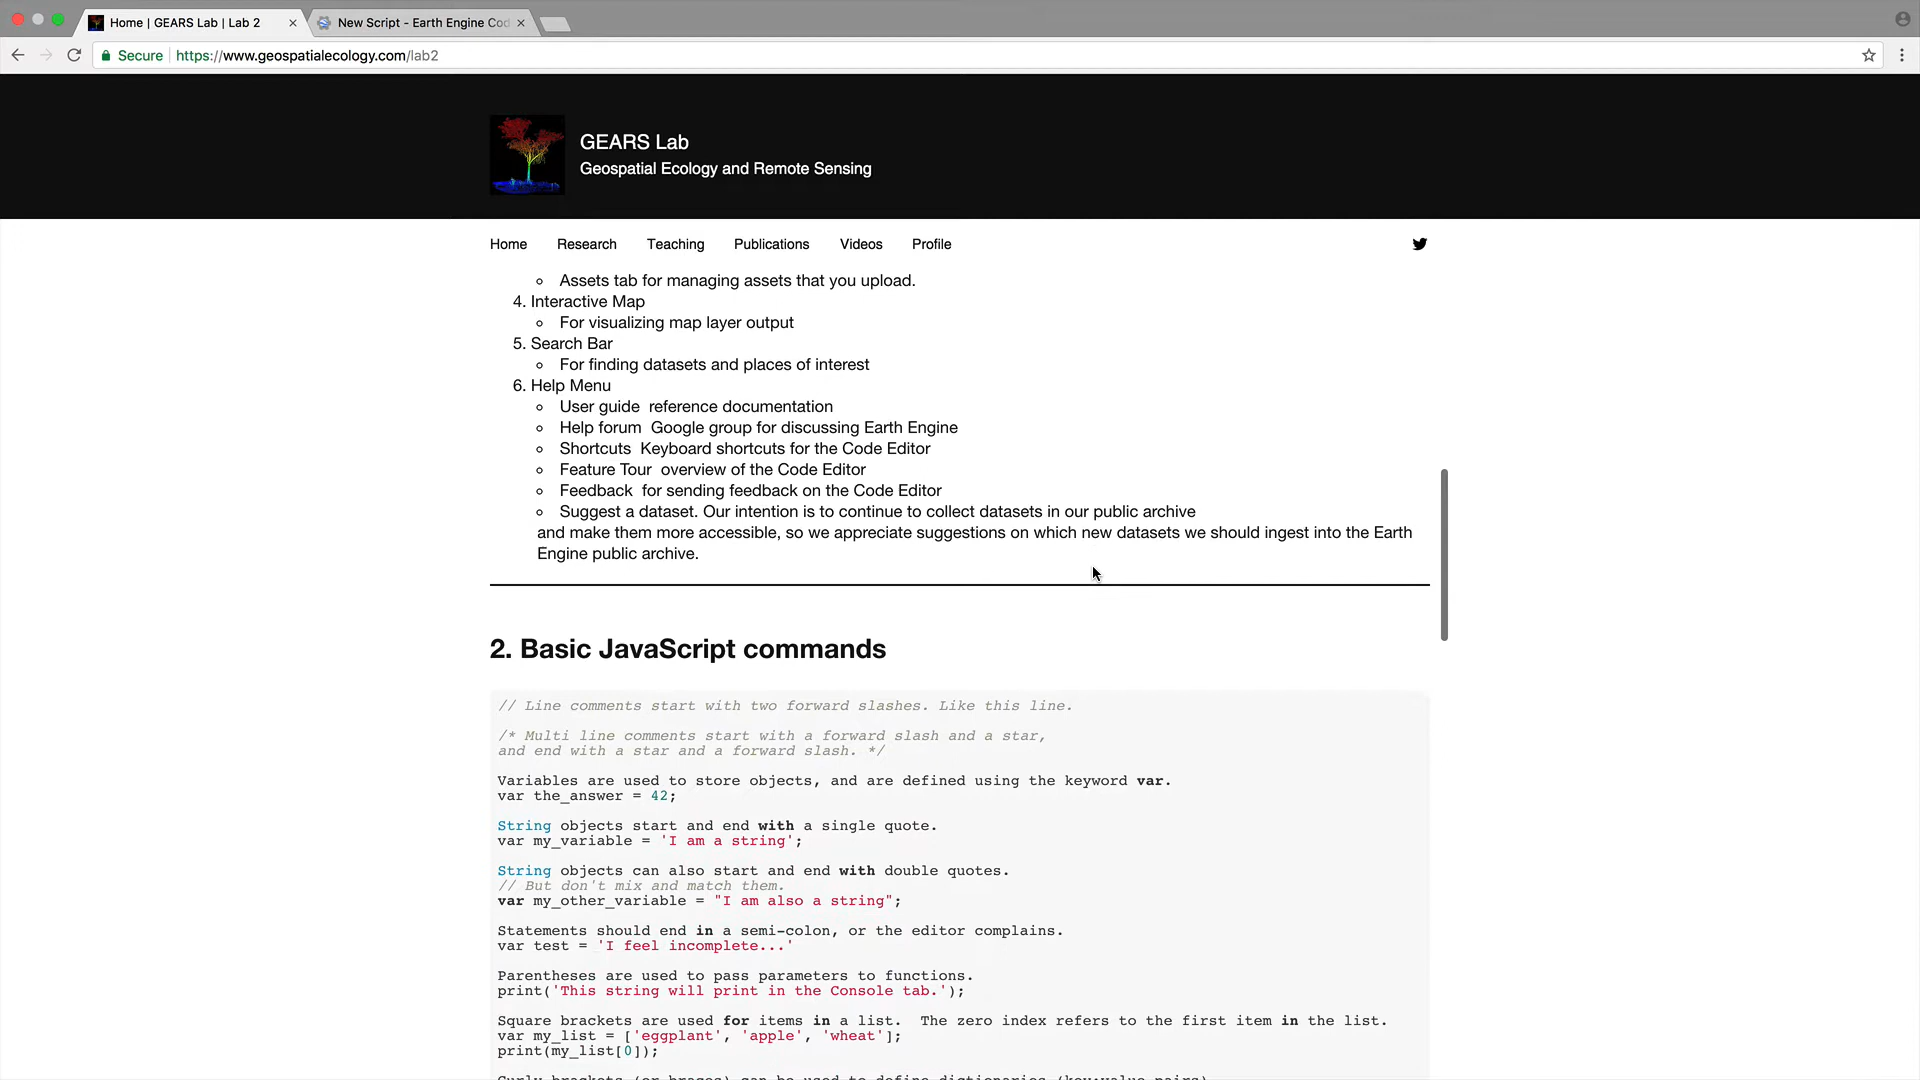 Home | GEARS Lab | Lab 2
New Script - Earth Engine Cod
Secure https://www.geospatialecology.com/lab2
GEARS Lab
Geospatial Ecology and Remote Sensing
Home Research Teaching Publications Videos Profile
Assets tab for managing assets that you upload.
4. Interactive Map
For visualizing map layer output
5. Search Bar
For finding datasets and places of interest
6. Help Menu
User guide  reference documentation
Help forum  Google group for discussing Earth Engine
Shortcuts  Keyboard shortcuts for the Code Editor
Feature Tour  overview of the Code Editor
Feedback  for sending feedback on the Code Editor
Suggest a dataset. Our intention is to continue to collect datasets in our public archive
and make them more accessible, so we appreciate suggestions on which new datasets we should ingest into the Earth
Engine public archive.
2. Basic JavaScript commands
// Line comments start with two forward slashes. Like this line.
/* Multi line comments start with a forward slash and a star,
and end with a star and a forward slash. */
Variables are used to store objects, and are defined using the keyword var.
var the_answer = 42;
String objects start and end with a single quote.
var my_variable = 'I am a string';
String objects can also start and end with double quotes.
// But don't mix and match them.
var my_other_variable = "I am also a string";
Statements should end in a semi-colon, or the editor complains.
var test = 'I feel incomplete...'
Parentheses are used to pass parameters to functions.
print('This string will print in the Console tab.');
Square brackets are used for items in a list.  The zero index refers to the first item in the list.
var my_list = ['eggplant', 'apple', 'wheat'];
print(my_list[0]);
Curly brackets (or braces) can be used to define dictionaries (key:value pairs).